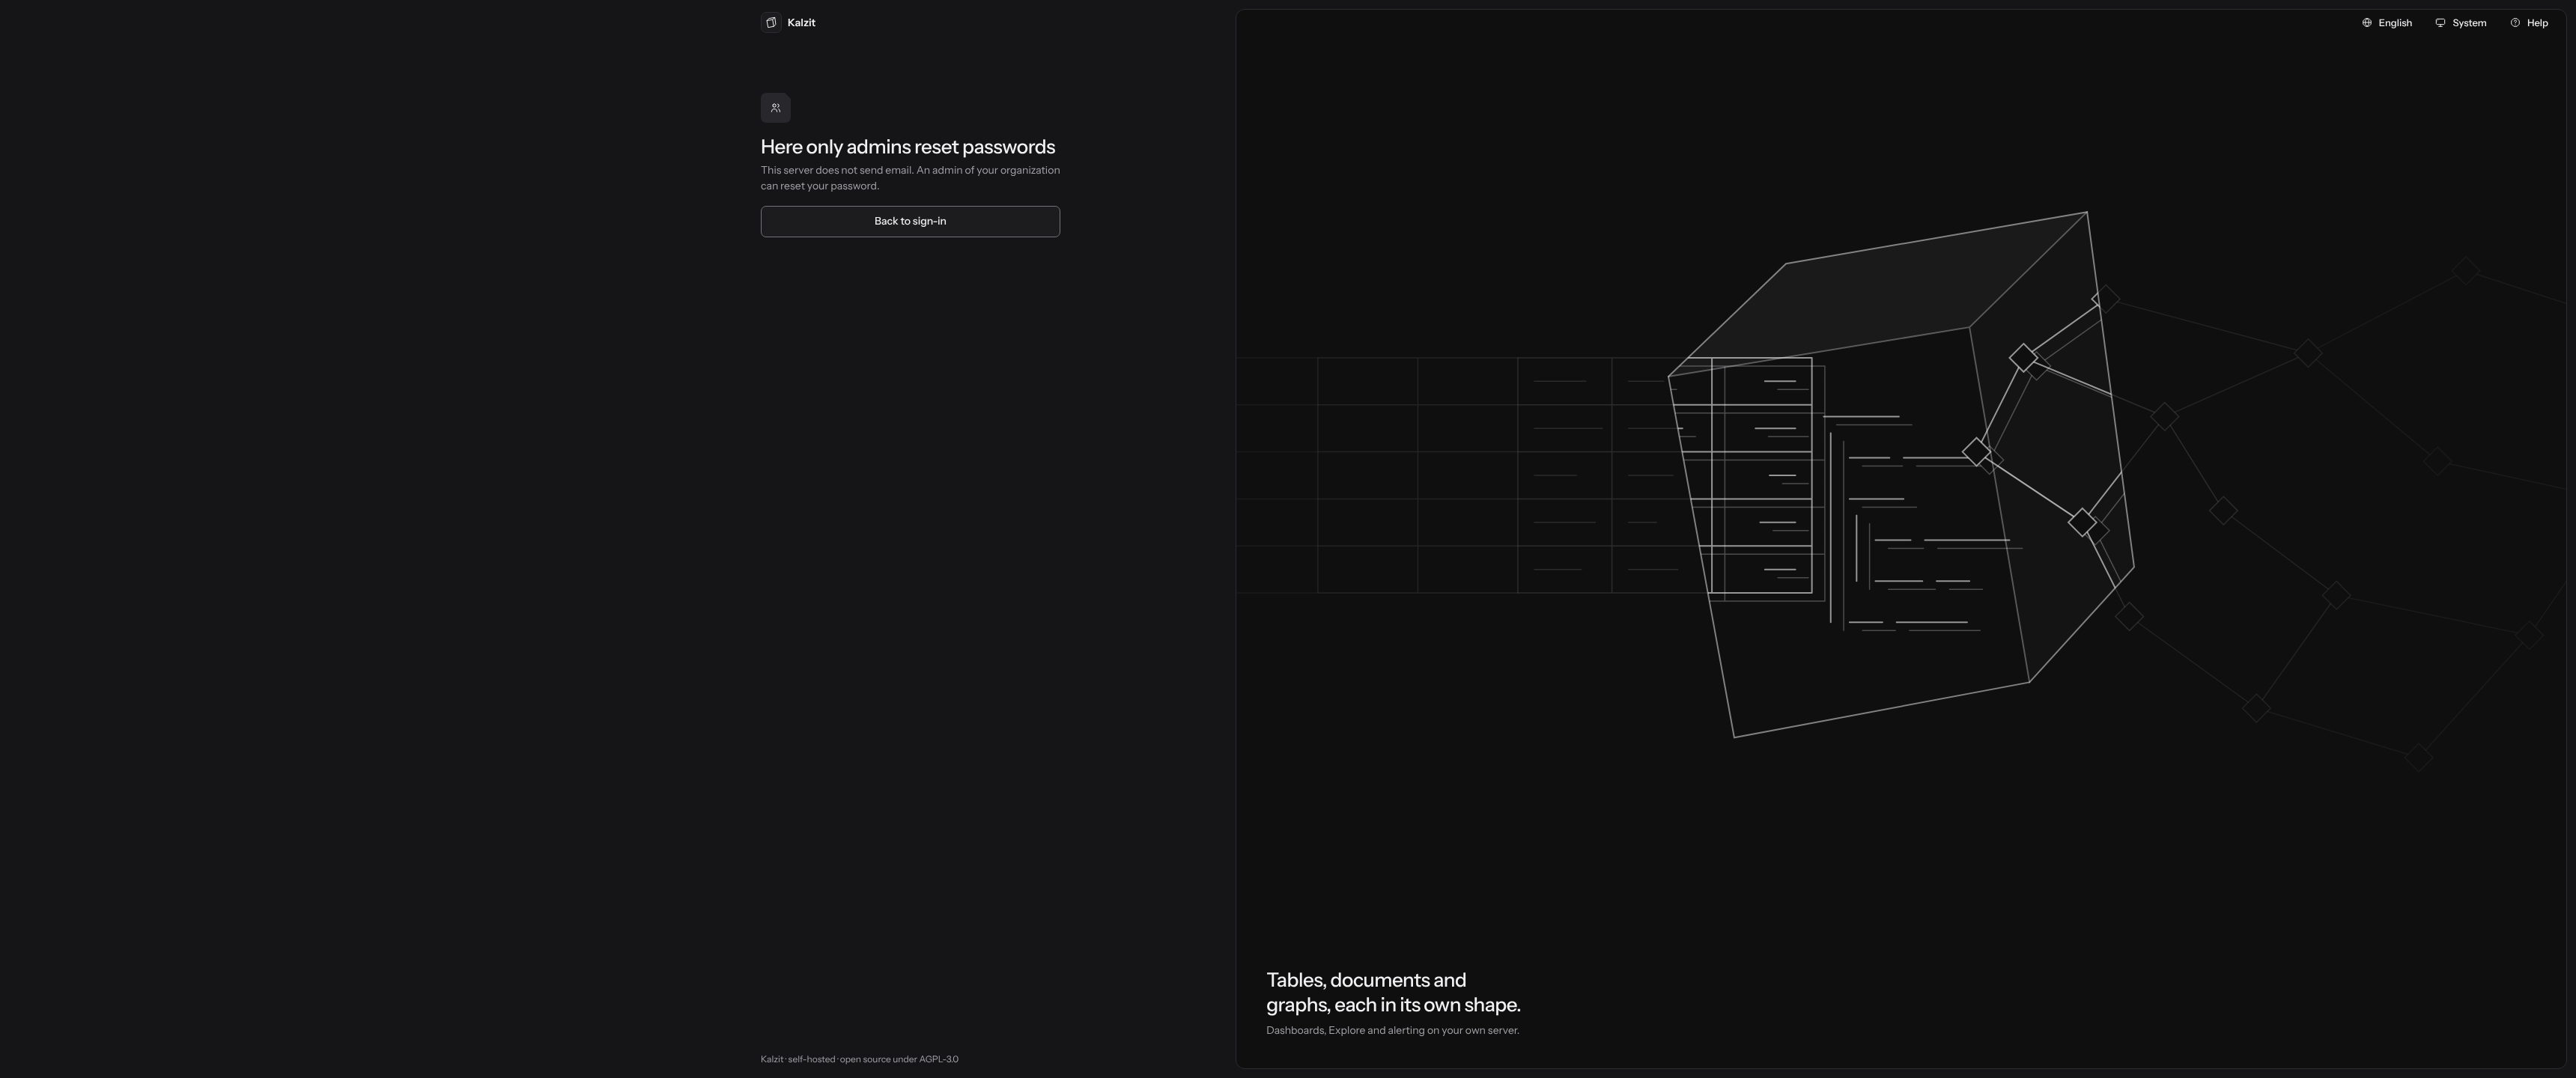 Kalzit
English
System
Help
Here only admins reset passwords
This server does not send email. An admin of your organization
can reset your password.
Back to sign-in
Tables, documents and
graphs, each in its own shape.
Dashboards, Explore and alerting on your own server.
Kalzit · self-hosted · open source under AGPL-3.0